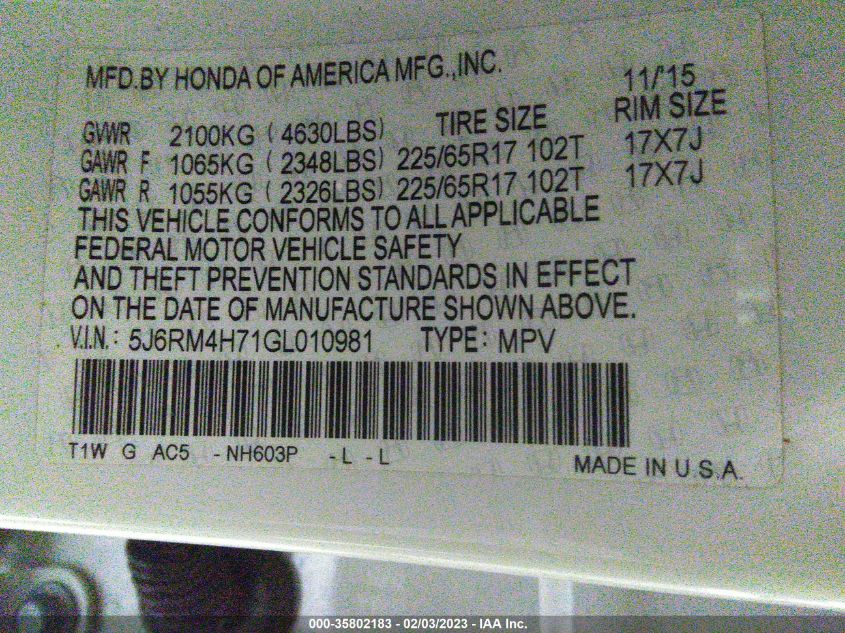 MFD.BY HONDA OF AMERICA MFG.,INC. 11/'15
GVWR 2100KG ( 4630LBS) TIRE SIZE RIM SIZE
GAWR F 1065KG ( 2348LBS) 225/65R17 102T 17X7J
GAWR R 1055KG ( 2326LBS) 225/65R17 102T 17X7J
THIS VEHICLE CONFORMS TO ALL APPLICABLE
FEDERAL MOTOR VEHICLE SAFETY
AND THEFT PREVENTION STANDARDS IN EFFECT
ON THE DATE OF MANUFACTURE SHOWN ABOVE.
V.I.N.: 5J6RM4H71GL010981 TYPE: MPV
T1W G AC5 -NH603P -L -L MADE IN U.S.A.
000-35802183 - 02/03/2023 - IAA Inc.